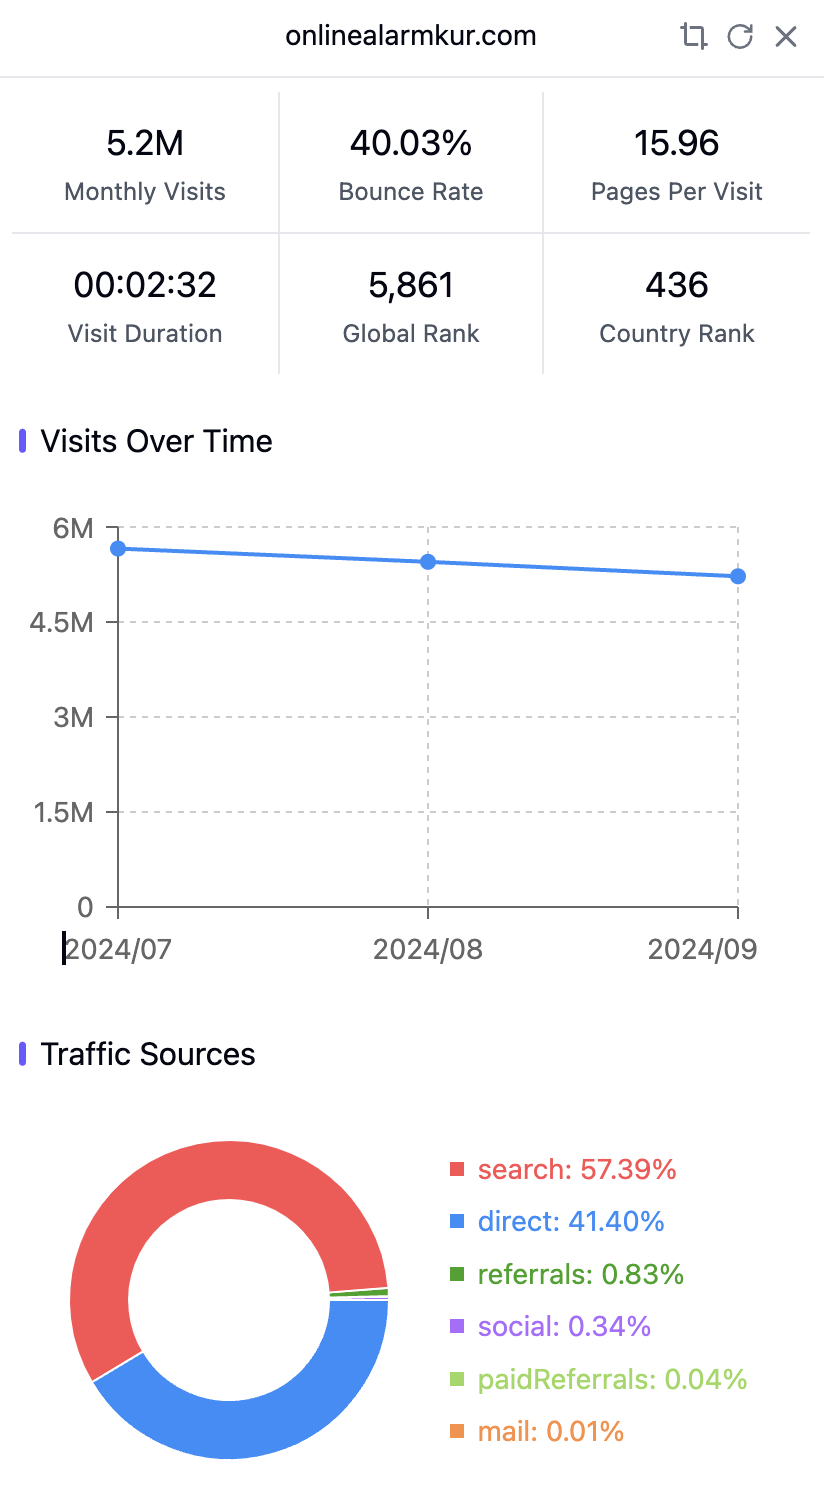 onlinealarmkur.com
5.2M 40.03% 15.96
Monthly Visits Bounce Rate Pages Per Visit
00:02:32 5,861 436
Visit Duration Global Rank Country Rank
Visits Over Time
6M
4.5M
3M
1.5M
0
2024/07 2024/08 2024/09
Traffic Sources
search: 57.39%
direct: 41.40%
referrals: 0.83%
social: 0.34%
paidReferrals: 0.04%
mail: 0.01%